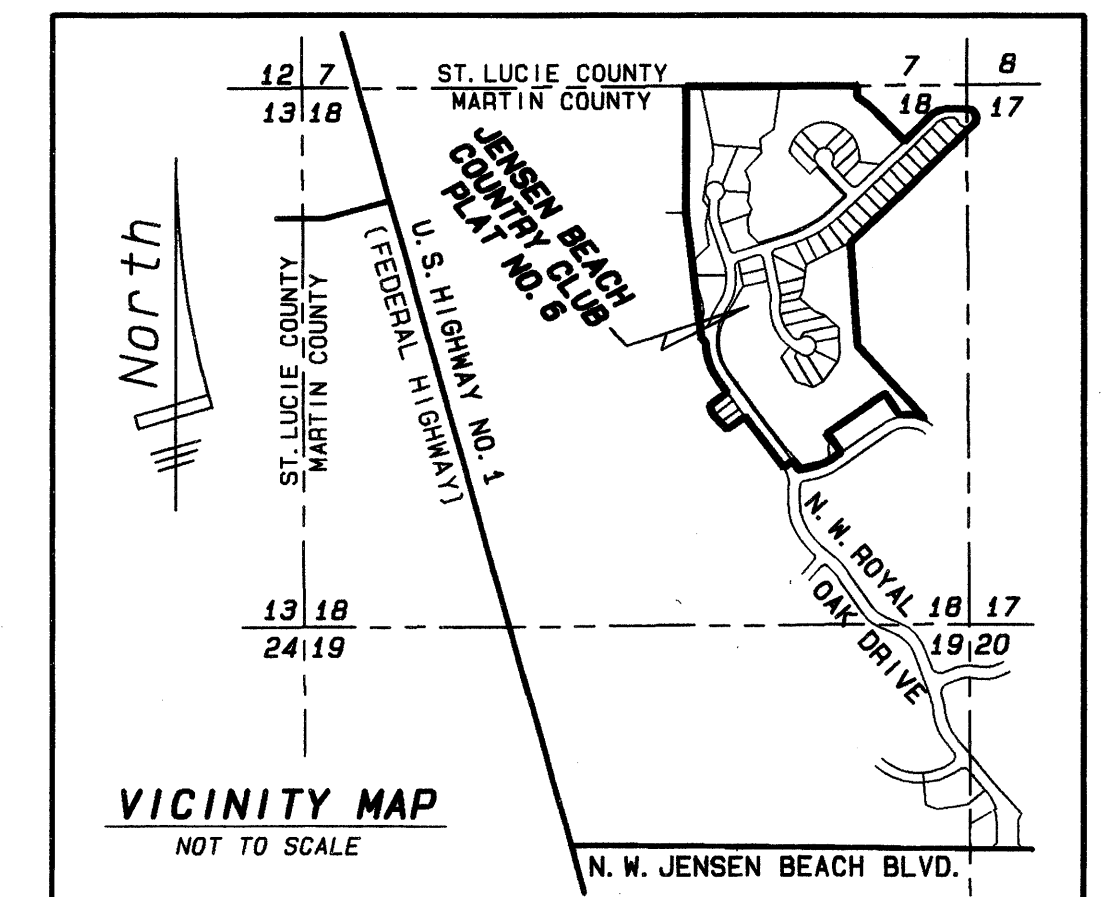 12 7
ST. LUCIE COUNTY
7 8
13 18
MARTIN COUNTY
18 17
JENSEN BEACH
COUNTRY CLUB
PLAT NO. 6
North
U. S. HIGHWAY NO. 1
(FEDERAL HIGHWAY)
ST. LUCIE COUNTY
MARTIN COUNTY
N. W. ROYAL
OAK DRIVE
13 18
24 19
18 17
19 20
VICINITY MAP
NOT TO SCALE
N. W. JENSEN BEACH BLVD.